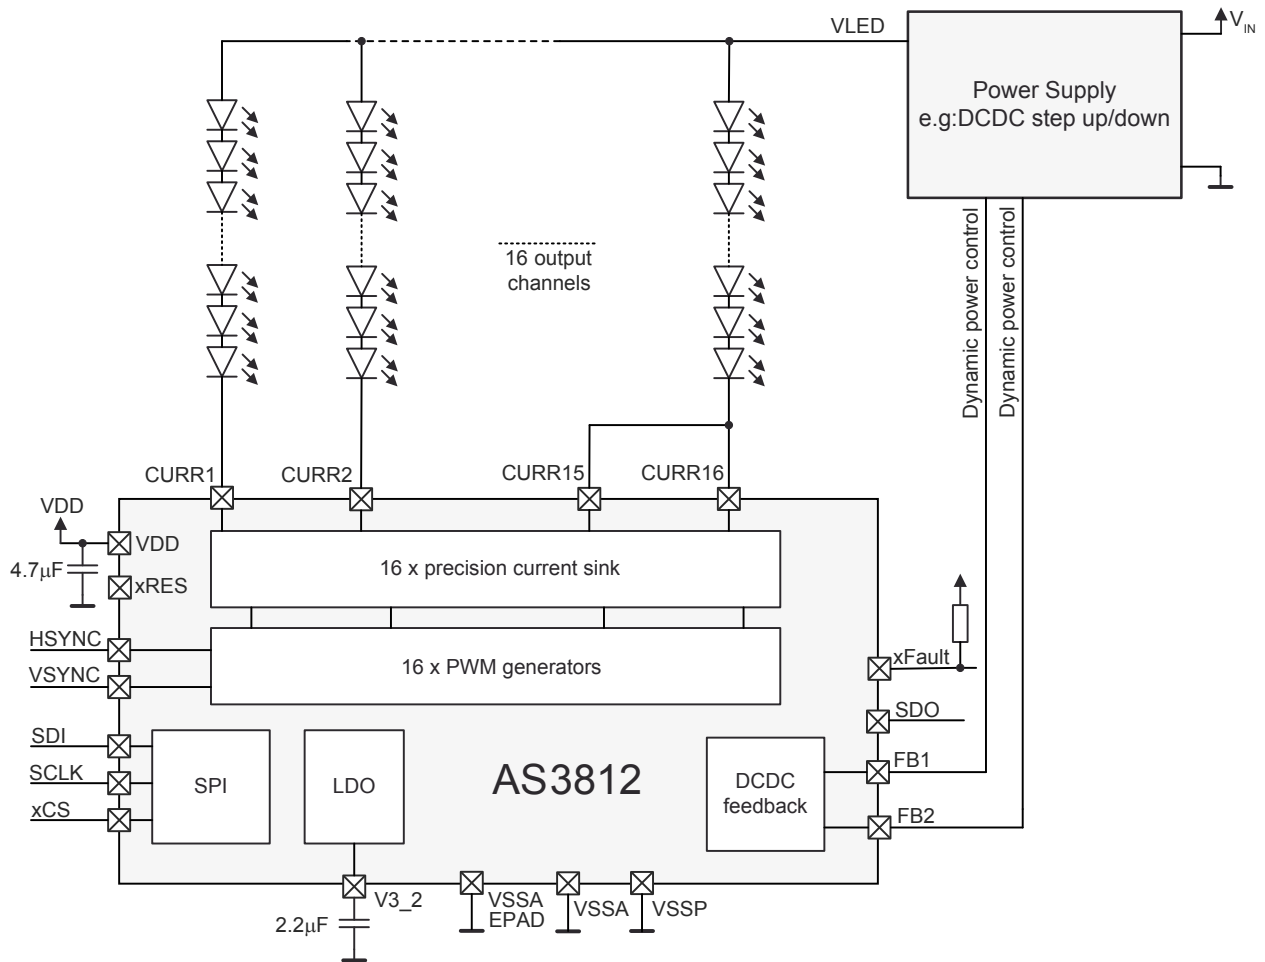 VLED
V_IN
Power Supply
e.g:DCDC step up/down
16 output
channels
Dynamic power control
Dynamic power control
CURR1
CURR2
CURR15
CURR16
VDD
VDD
4.7µF
xRES
16 x precision current sink
HSYNC
VSYNC
16 x PWM generators
xFault
SDO
SDI
SCLK
xCS
SPI
LDO
AS3812
DCDC
feedback
FB1
FB2
V3_2
2.2µF
VSSA
EPAD
VSSA
VSSP